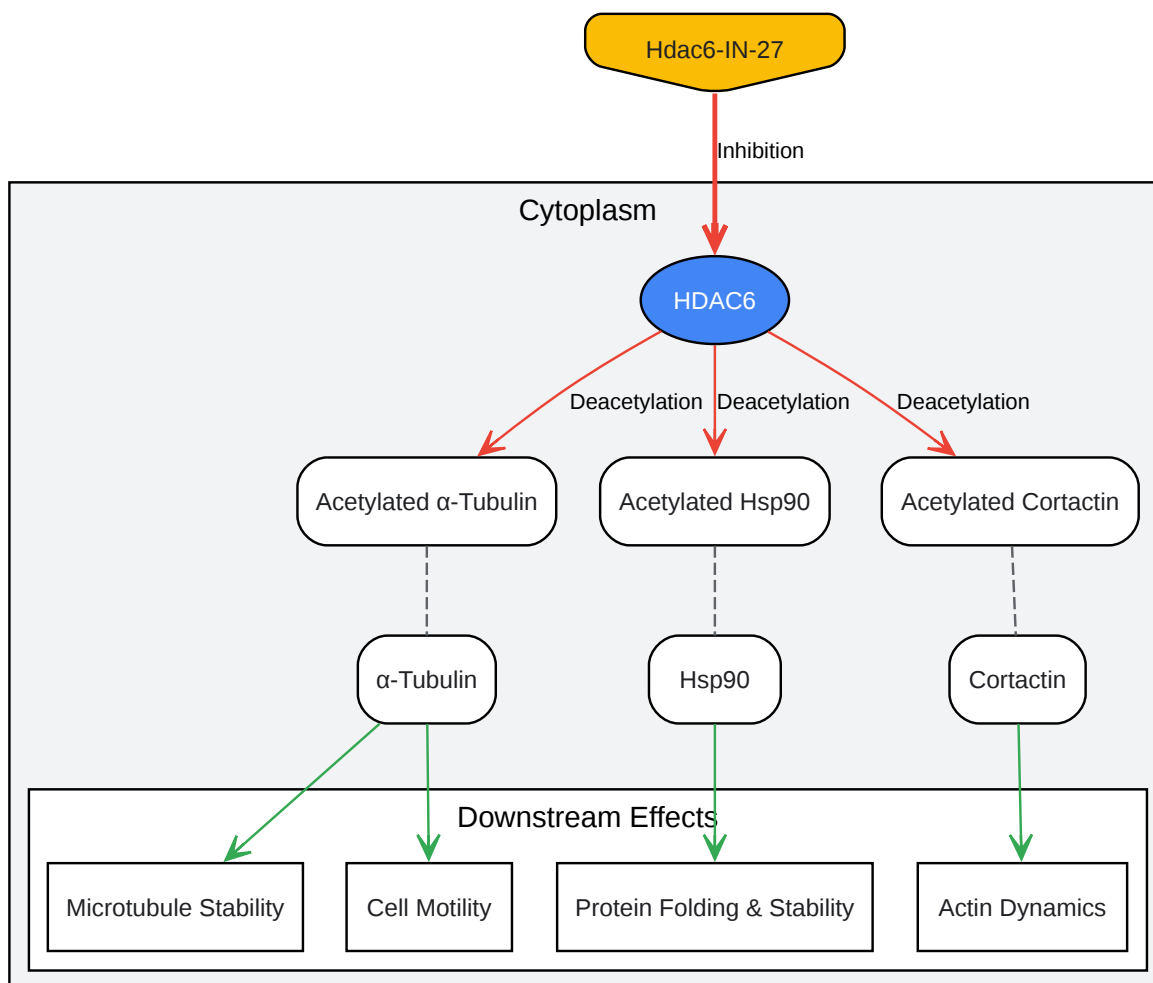 Hdac6-IN-27
Inhibition
Cytoplasm
HDAC6
Deacetylation
Deacetylation
Deacetylation
Acetylated α-Tubulin
Acetylated Hsp90
Acetylated Cortactin
α-Tubulin
Hsp90
Cortactin
Downstream Effects
Microtubule Stability
Cell Motility
Protein Folding & Stability
Actin Dynamics